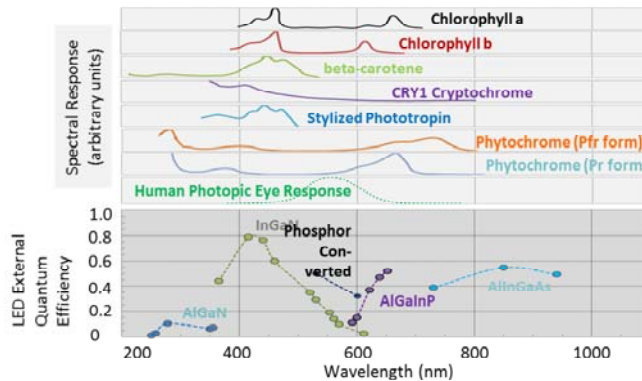 Spectral Response
(arbitrary units)
Chlorophyll a
Chlorophyll b
beta-carotene
CRY1 Cryptochrome
Stylized Phototropin
Phytochrome (Pfr form)
Phytochrome (Pr form)
Human Photopic Eye Response
LED External
Quantum
Efficiency
1.0
0.8
0.6
0.4
0.2
0
InGaN
Phosphor
Con-
verted
AlGaN
AlGaInP
AlInGaAs
200
400
600
800
1000
Wavelength (nm)